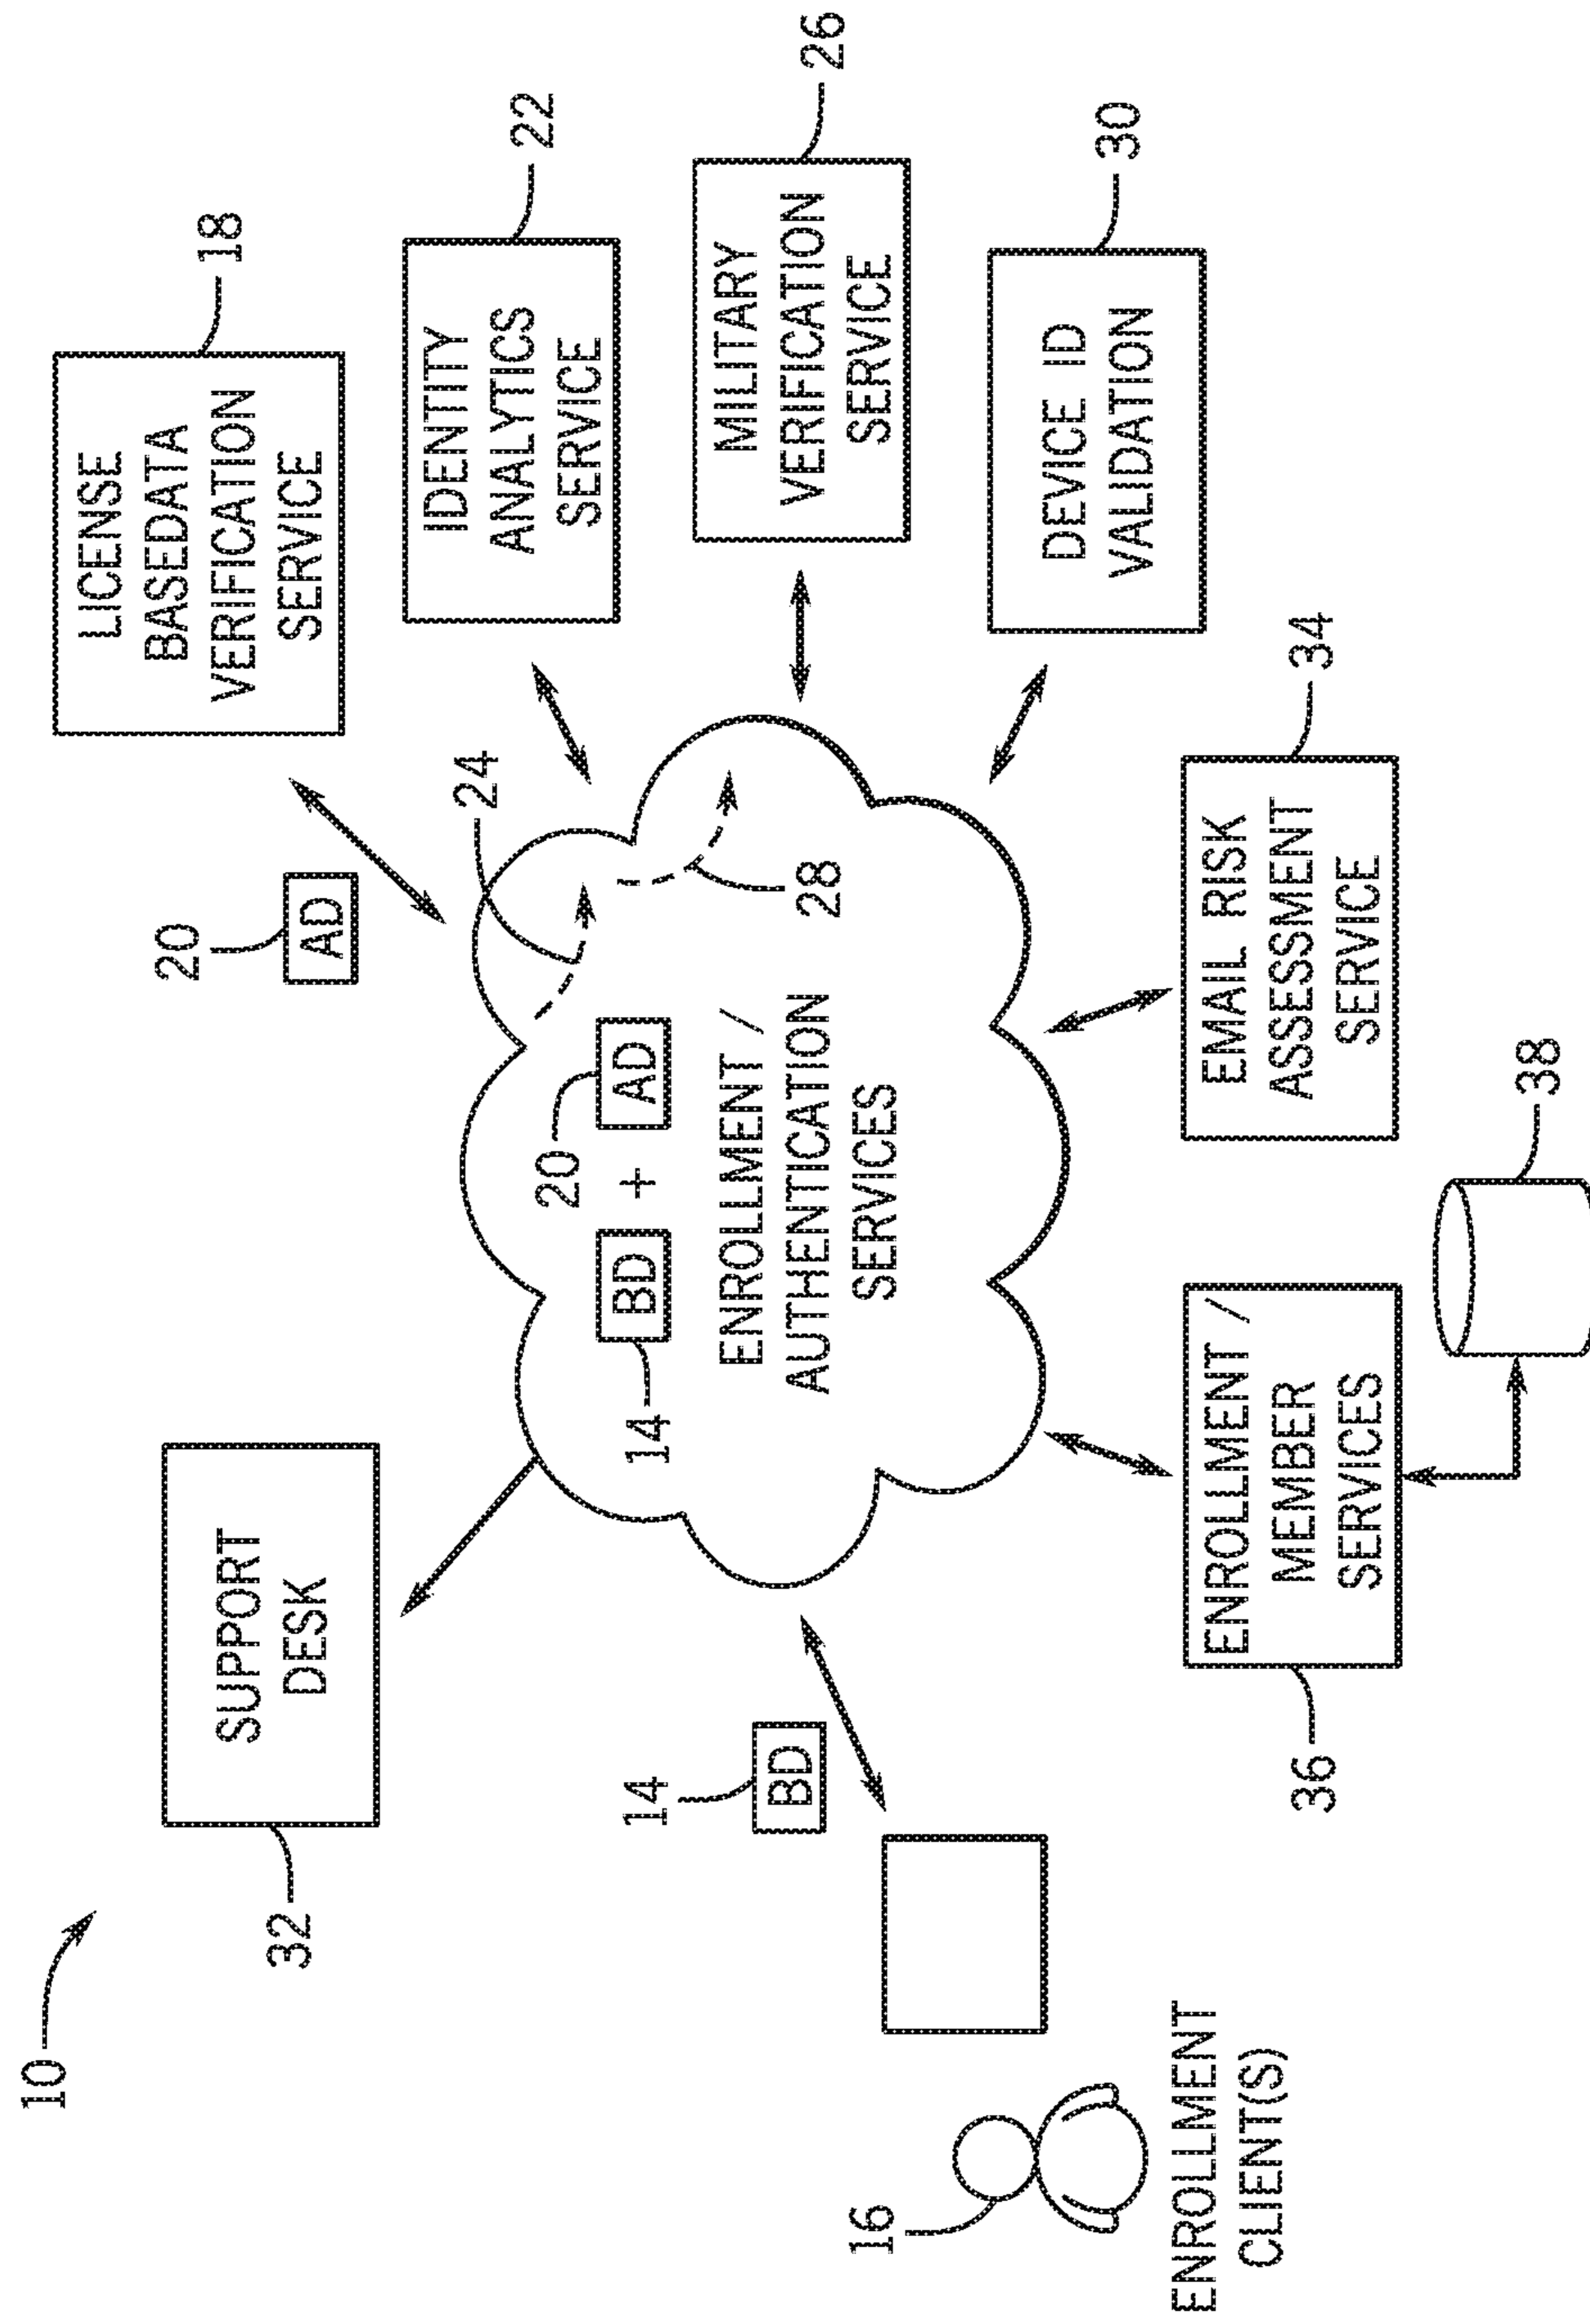 10
32
SUPPORT
DESK
20
AD
18
LICENSE
BASEDATA
VERIFICATION
SERVICE
24
22
IDENTITY
ANALYTICS
SERVICE
14
BD
+
20
AD
ENROLLMENT /
AUTHENTICATION
SERVICES
28
26
MILITARY
VERIFICATION
SERVICE
14
BD
16
ENROLLMENT
CLIENT(S)
30
DEVICE ID
VALIDATION
36
ENROLLMENT /
MEMBER
SERVICES
38
34
EMAIL RISK
ASSESSMENT
SERVICE